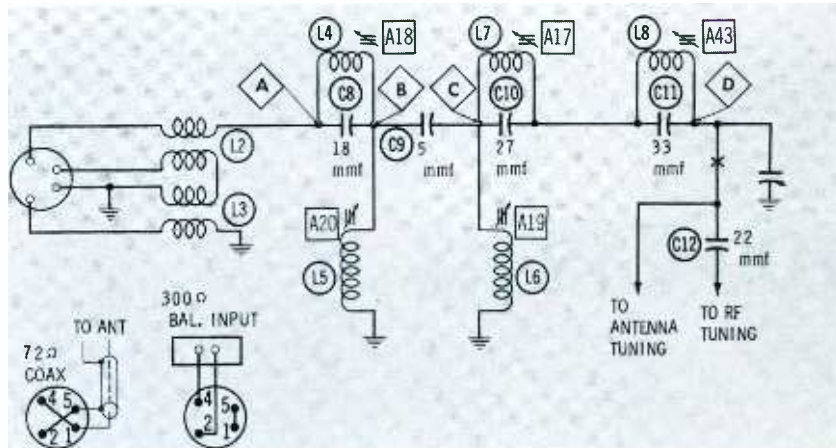 L4 A18 L7 A17 L8 A43
A B C D
C8 C10 C11
18 mmf C9 5 mmf 27 mmf 33 mmf
L2
L3
A20 A19
L5 L6
C12 22 mmf
TO ANTENNA TUNING
TO RF TUNING
300Ω
BAL. INPUT
TO ANT
72Ω
COAX
4 5
2 1
4 5
2 1